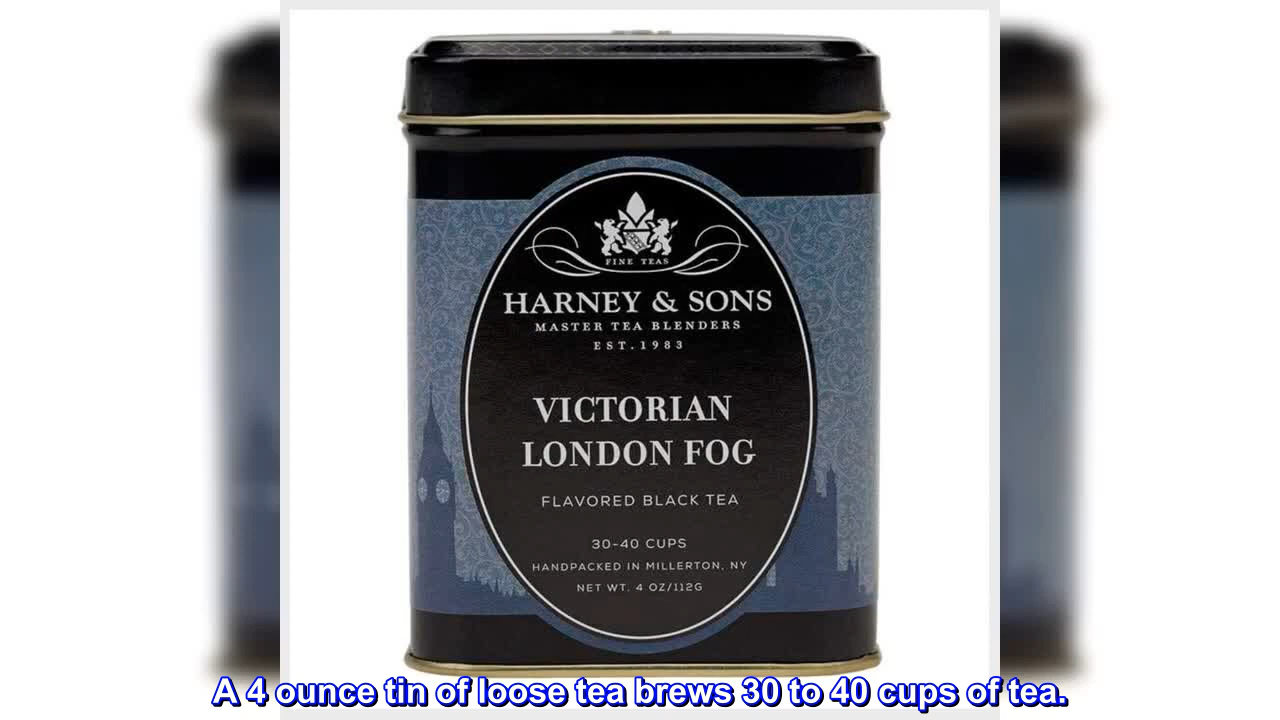 FINE TEAS
HARNEY & SONS
MASTER TEA BLENDERS
EST. 1983
VICTORIAN
LONDON FOG
FLAVORED BLACK TEA
30-40 CUPS
HANDPACKED IN MILLERTON, NY
NET WT. 4 OZ/112G
A 4 ounce tin of loose tea brews 30 to 40 cups of tea.